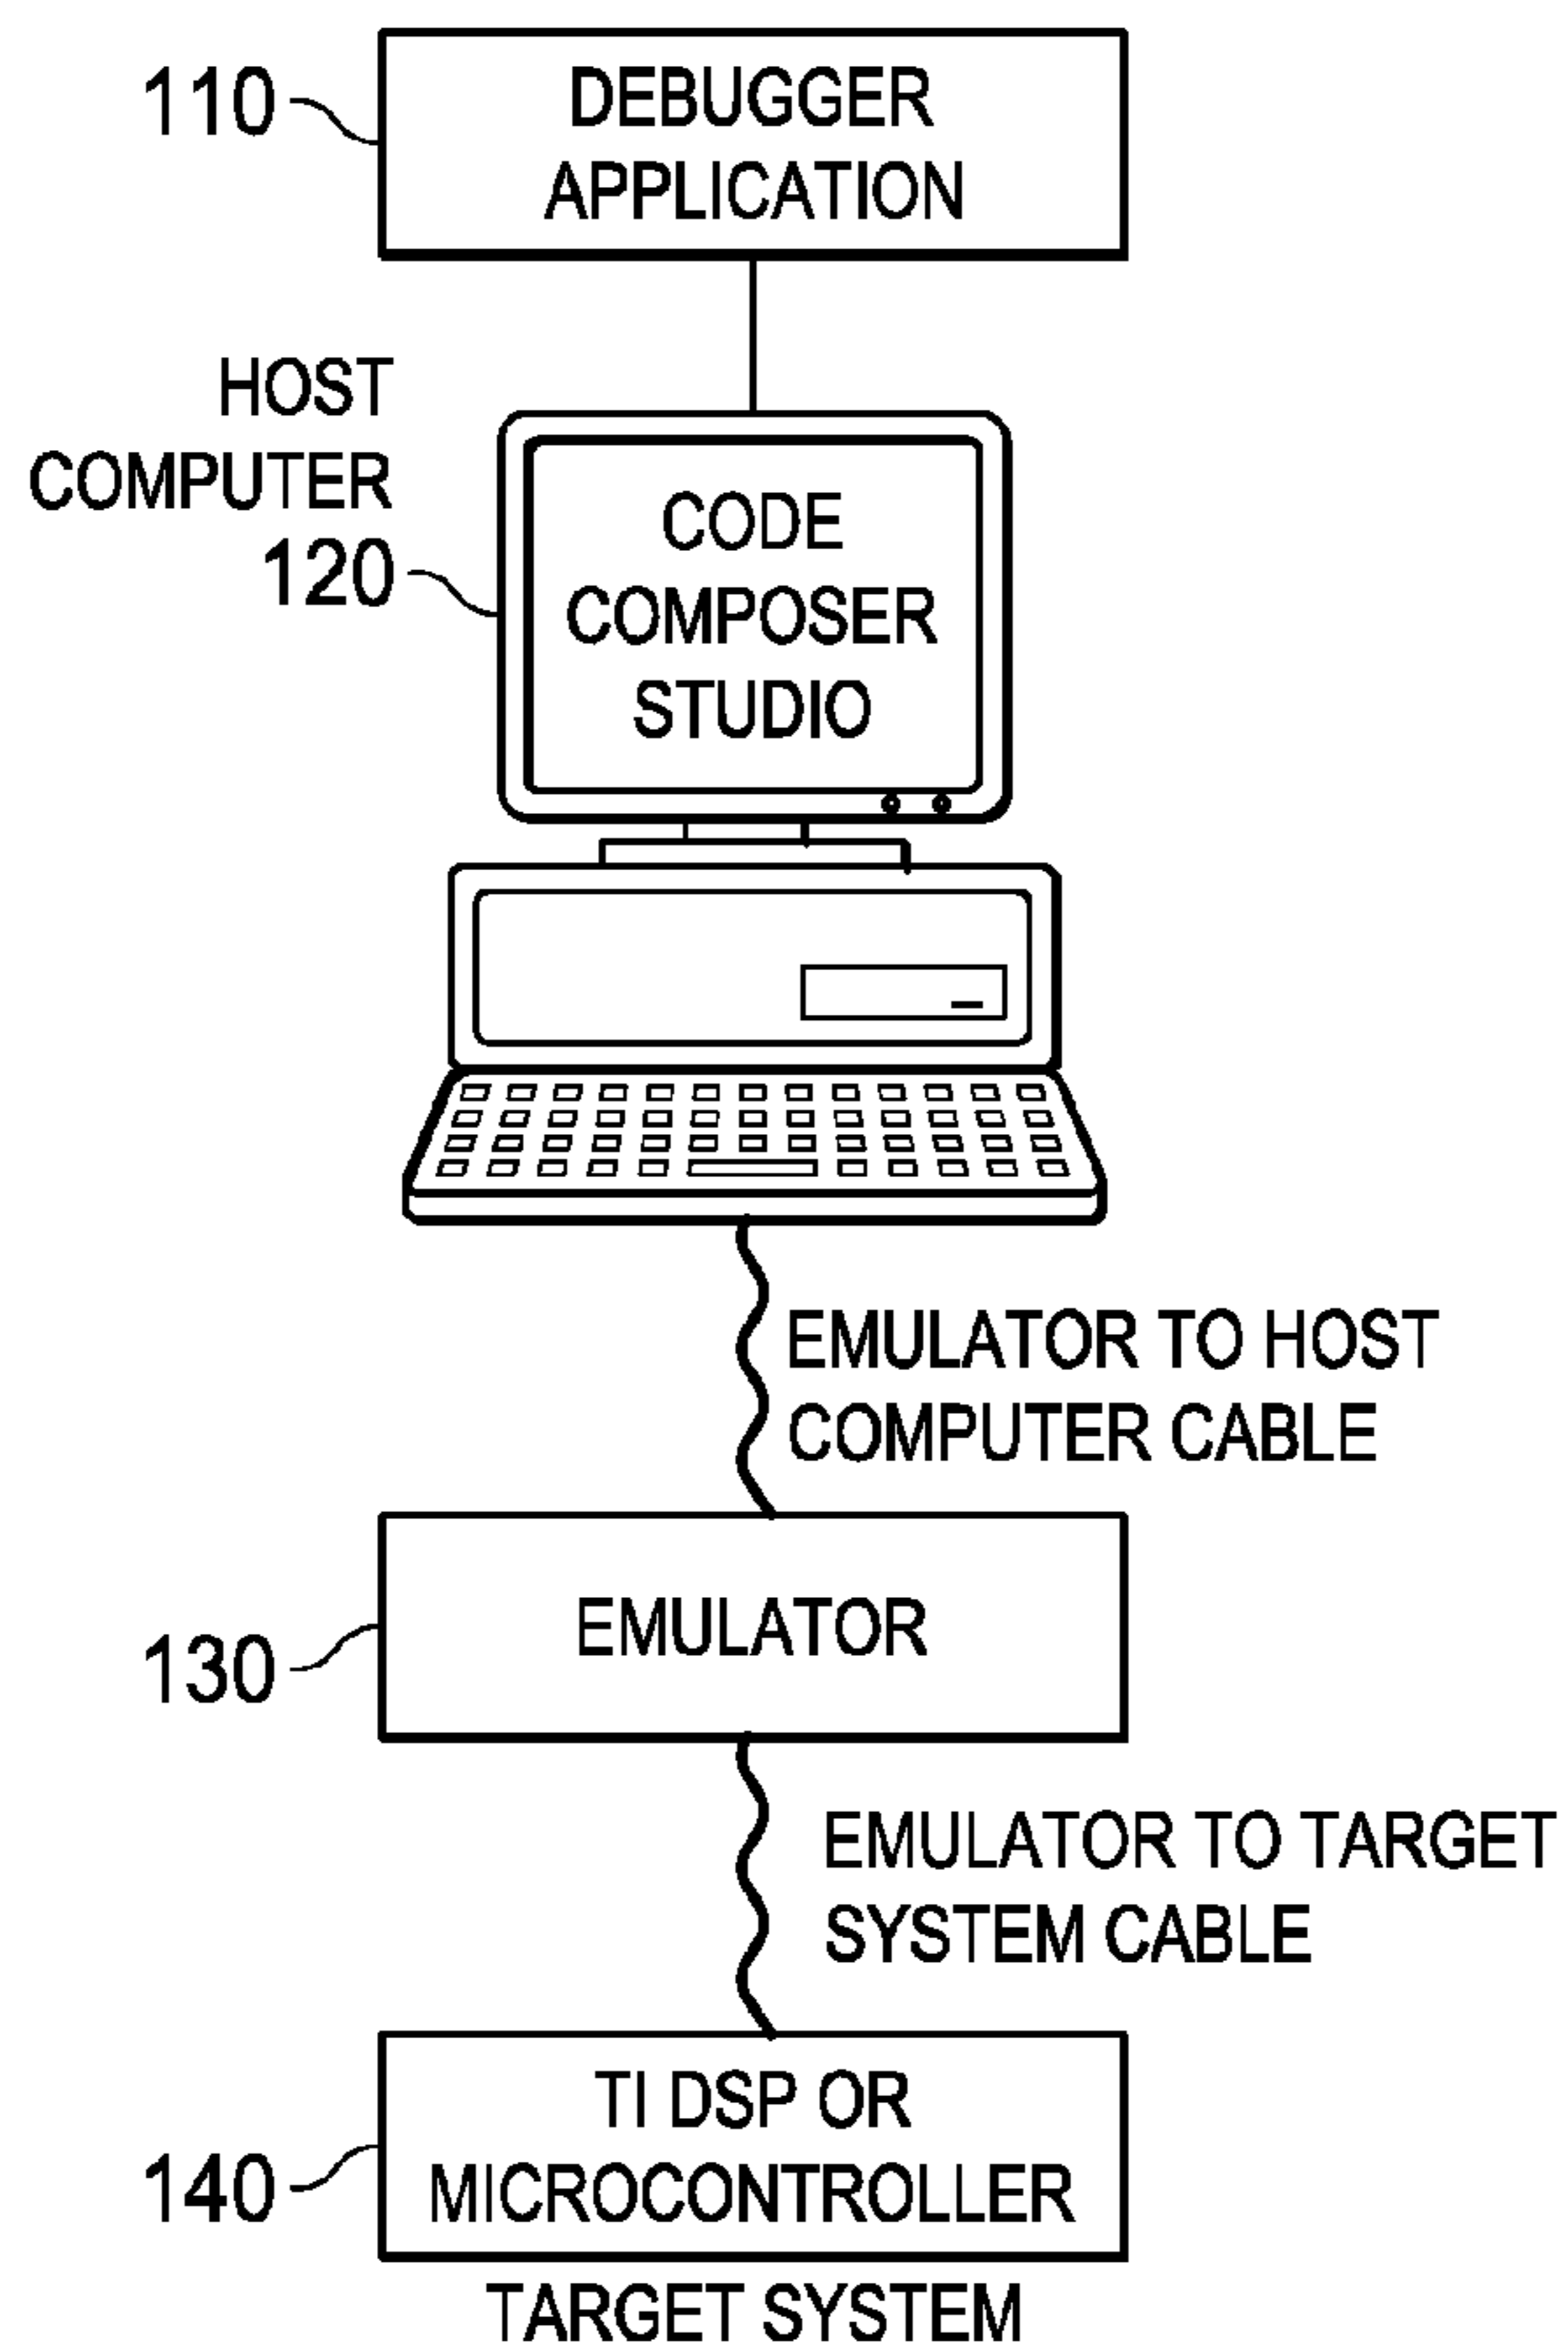 110
DEBUGGER
APPLICATION
HOST
COMPUTER
120
CODE
COMPOSER
STUDIO
EMULATOR TO HOST
COMPUTER CABLE
130
EMULATOR
EMULATOR TO TARGET
SYSTEM CABLE
140
TI DSP OR
MICROCONTROLLER
TARGET SYSTEM